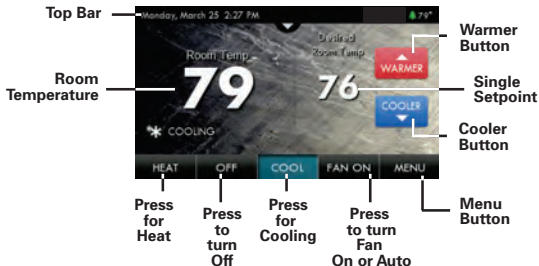 Top Bar
Monday, March 25 2:27 PM
79°
Warmer
Button
Desired
Room Temp
Room Temp
WARMER
Room
Temperature
79
76
Single
Setpoint
COOLER
COOLING
Cooler
Button
HEAT OFF COOL FAN ON MENU
Press
for
Heat
Press
to
turn
Off
Press
for
Cooling
Press
to turn
Fan
On or Auto
Menu
Button